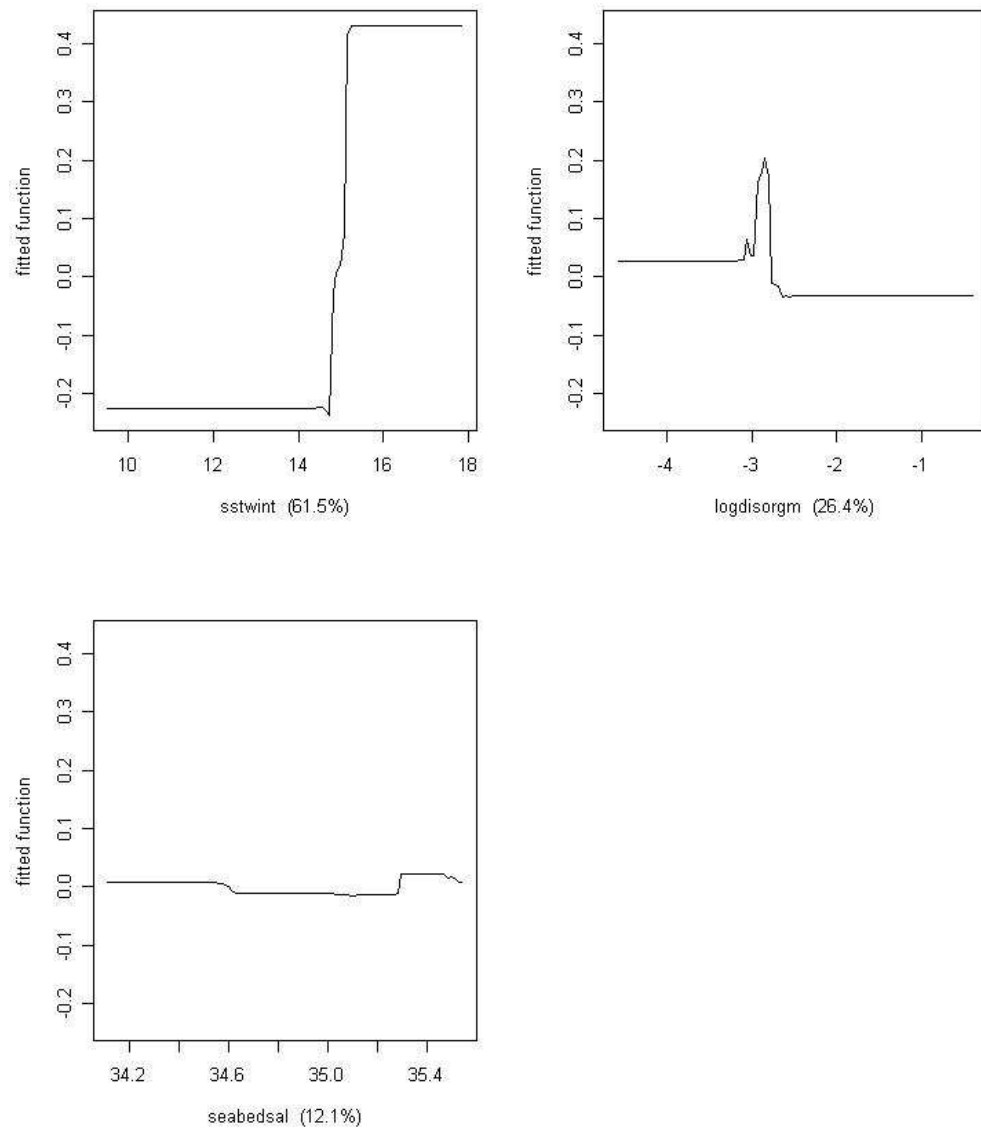 0.4
0.3
0.2
0.1
0.0
-0.1
-0.2
fitted function
10 12 14 16 18
sstwint (61.5%)
0.4
0.3
0.2
0.1
0.0
-0.1
-0.2
fitted function
-4 -3 -2 -1
logdisorgm (26.4%)
0.4
0.3
0.2
0.1
0.0
-0.1
-0.2
fitted function
34.2 34.6 35.0 35.4
seabedsal (12.1%)